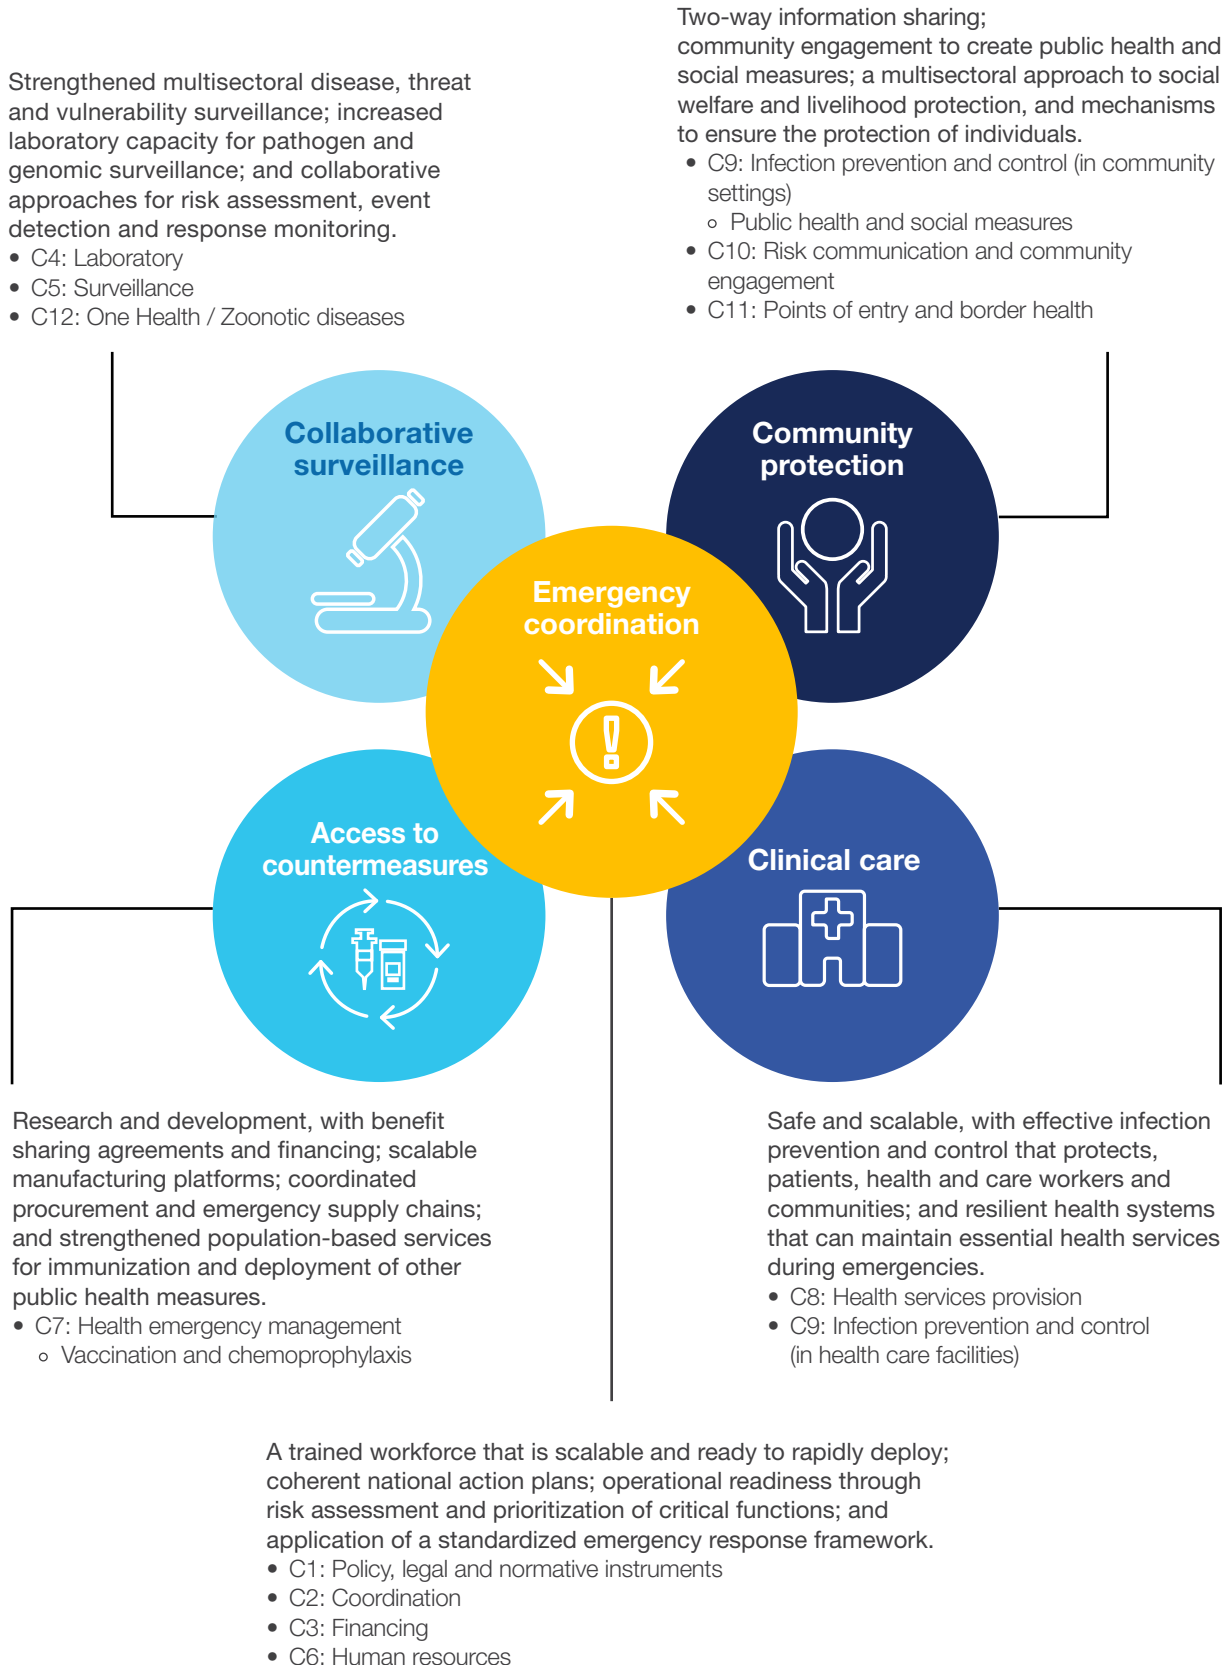 Strengthened multisectoral disease, threat
and vulnerability surveillance; increased
laboratory capacity for pathogen and
genomic surveillance; and collaborative
approaches for risk assessment, event
detection and response monitoring.
• C4: Laboratory
• C5: Surveillance
• C12: One Health / Zoonotic diseases
Two-way information sharing;
community engagement to create public health and
social measures; a multisectoral approach to social
welfare and livelihood protection, and mechanisms
to ensure the protection of individuals.
• C9: Infection prevention and control (in community
settings)
○ Public health and social measures
• C10: Risk communication and community
engagement
• C11: Points of entry and border health
Collaborative
surveillance
Community
protection
Emergency
coordination
Access to
countermeasures
Clinical care
Research and development, with benefit
sharing agreements and financing; scalable
manufacturing platforms; coordinated
procurement and emergency supply chains;
and strengthened population-based services
for immunization and deployment of other
public health measures.
• C7: Health emergency management
○ Vaccination and chemoprophylaxis
Safe and scalable, with effective infection
prevention and control that protects,
patients, health and care workers and
communities; and resilient health systems
that can maintain essential health services
during emergencies.
• C8: Health services provision
• C9: Infection prevention and control
(in health care facilities)
A trained workforce that is scalable and ready to rapidly deploy;
coherent national action plans; operational readiness through
risk assessment and prioritization of critical functions; and
application of a standardized emergency response framework.
• C1: Policy, legal and normative instruments
• C2: Coordination
• C3: Financing
• C6: Human resources